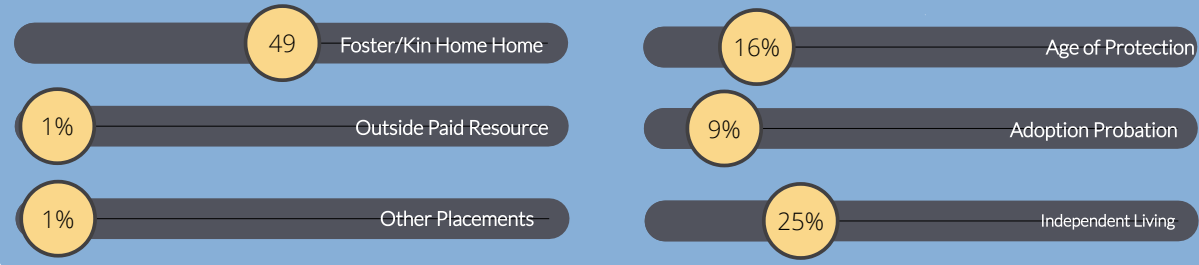 49 Foster/Kin Home Home
1% Outside Paid Resource
1% Other Placements
16% Age of Protection
9% Adoption Probation
25% Independent Living